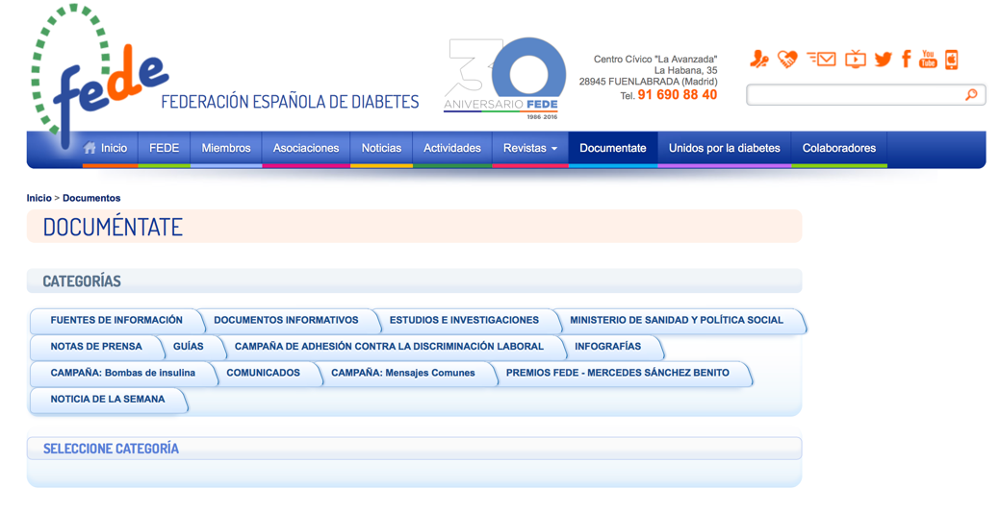 fede
FEDERACIÓN ESPAÑOLA DE DIABETES
30
ANIVERSARIO FEDE
1986 2016
Centro Cívico "La Avanzada"
La Habana, 35
28945 FUENLABRADA (Madrid)
Tel. 91 690 88 40
You
Tube
Inicio FEDE Miembros Asociaciones Noticias Actividades Revistas Documentate Unidos por la diabetes Colaboradores
Inicio > Documentos
DOCUMÉNTATE
CATEGORÍAS
FUENTES DE INFORMACIÓN DOCUMENTOS INFORMATIVOS ESTUDIOS E INVESTIGACIONES MINISTERIO DE SANIDAD Y POLÍTICA SOCIAL
NOTAS DE PRENSA GUÍAS CAMPAÑA DE ADHESIÓN CONTRA LA DISCRIMINACIÓN LABORAL INFOGRAFÍAS
CAMPAÑA: Bombas de insulina COMUNICADOS CAMPAÑA: Mensajes Comunes PREMIOS FEDE - MERCEDES SÁNCHEZ BENITO
NOTICIA DE LA SEMANA
SELECCIONE CATEGORÍA